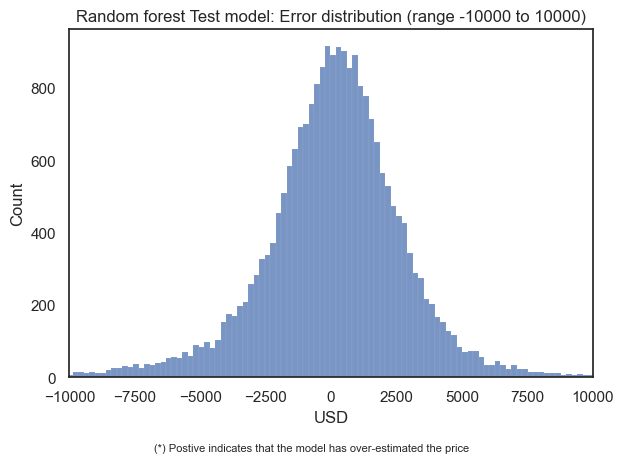 Random forest Test model: Error distribution (range -10000 to 10000)
800
600
400
200
0
Count
−10000 −7500 −5000 −2500 0 2500 5000 7500 10000
USD
(*) Postive indicates that the model has over-estimated the price